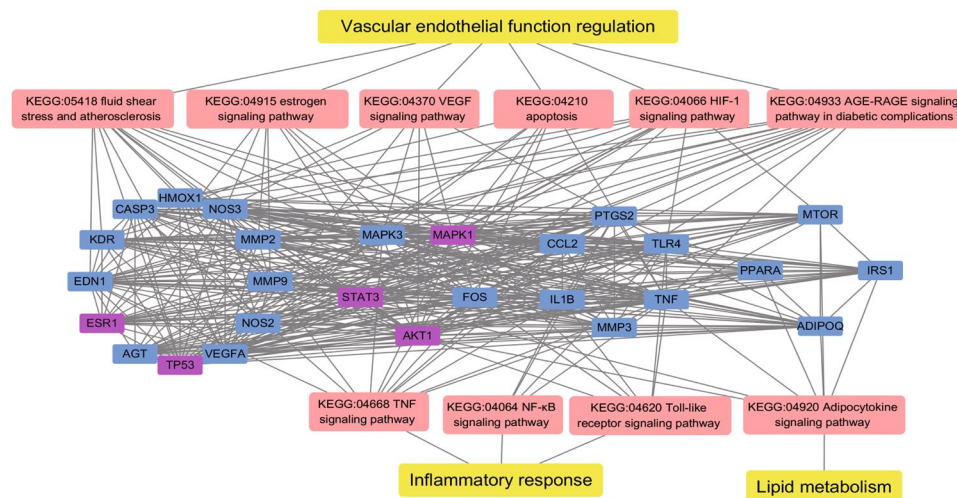 Vascular endothelial function regulation
KEGG:05418 fluid shear
stress and atherosclerosis
KEGG:04915 estrogen
signaling pathway
KEGG:04370 VEGF
signaling pathway
KEGG:04210
apoptosis
KEGG:04066 HIF-1
signaling pathway
KEGG:04933 AGE-RAGE signaling
pathway in diabetic complications
HMOX1
CASP3
NOS3
PTGS2
MTOR
KDR
MMP2
MAPK3
MAPK1
CCL2
TLR4
EDN1
MMP9
PPARA
IRS1
STAT3
FOS
IL1B
TNF
ESR1
NOS2
AKT1
MMP3
ADIPOQ
AGT
TP53
VEGFA
KEGG:04668 TNF
signaling pathway
KEGG:04064 NF-κB
signaling pathway
KEGG:04620 Toll-like
receptor signaling pathway
KEGG:04920 Adipocytokine
signaling pathway
Inflammatory response
Lipid metabolism